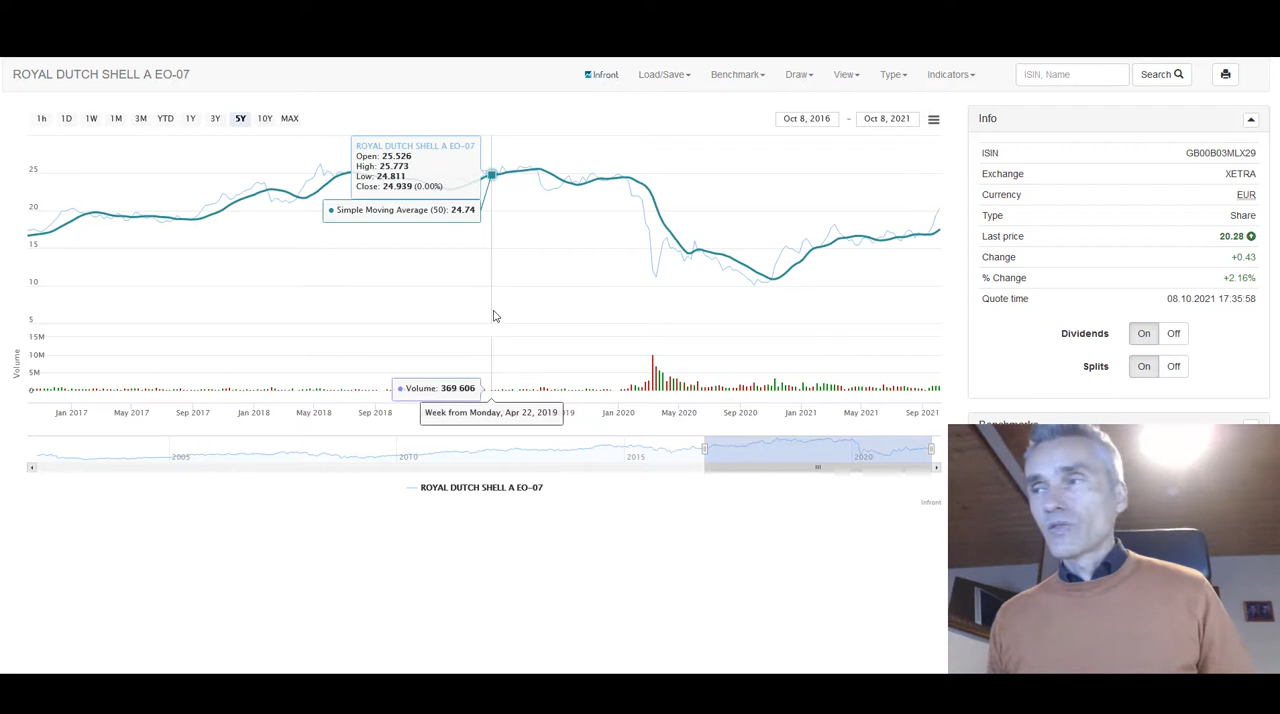 ROYAL DUTCH SHELL A EO-07
Infront
Load/Save
Benchmark
Draw
View
Type
Indicators
ISIN, Name
Search
1h 1D 1W 1M 3M YTD 1Y 3Y 5Y 10Y MAX
Oct 8, 2016 – Oct 8, 2021
ROYAL DUTCH SHELL A EO-07
Open: 25.526
High: 25.773
Low: 24.811
Close: 24.939 (0.00%)
Simple Moving Average (50): 24.74
25
20
15
10
5
15M
10M
5M
0
Volume
Volume: 369 606
Jan 2017 May 2017 Sep 2017 Jan 2018 May 2018 Sep 2018 2019 Jan 2020 May 2020 Sep 2020 Jan 2021 May 2021 Sep 2021
Week from Monday, Apr 22, 2019
2005 2010 2015 2020
ROYAL DUTCH SHELL A EO-07
Infront
Info
ISIN GB00B03MLX29
Exchange XETRA
Currency EUR
Type Share
Last price 20.28
Change +0.43
% Change +2.16%
Quote time 08.10.2021 17:35:58
Dividends On Off
Splits On Off
Benchmarks